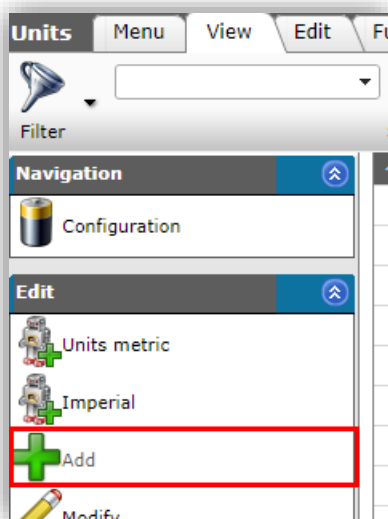 Units Menu View Edit
Filter
Navigation
Configuration
Edit
Units metric
Imperial
Add
Modify